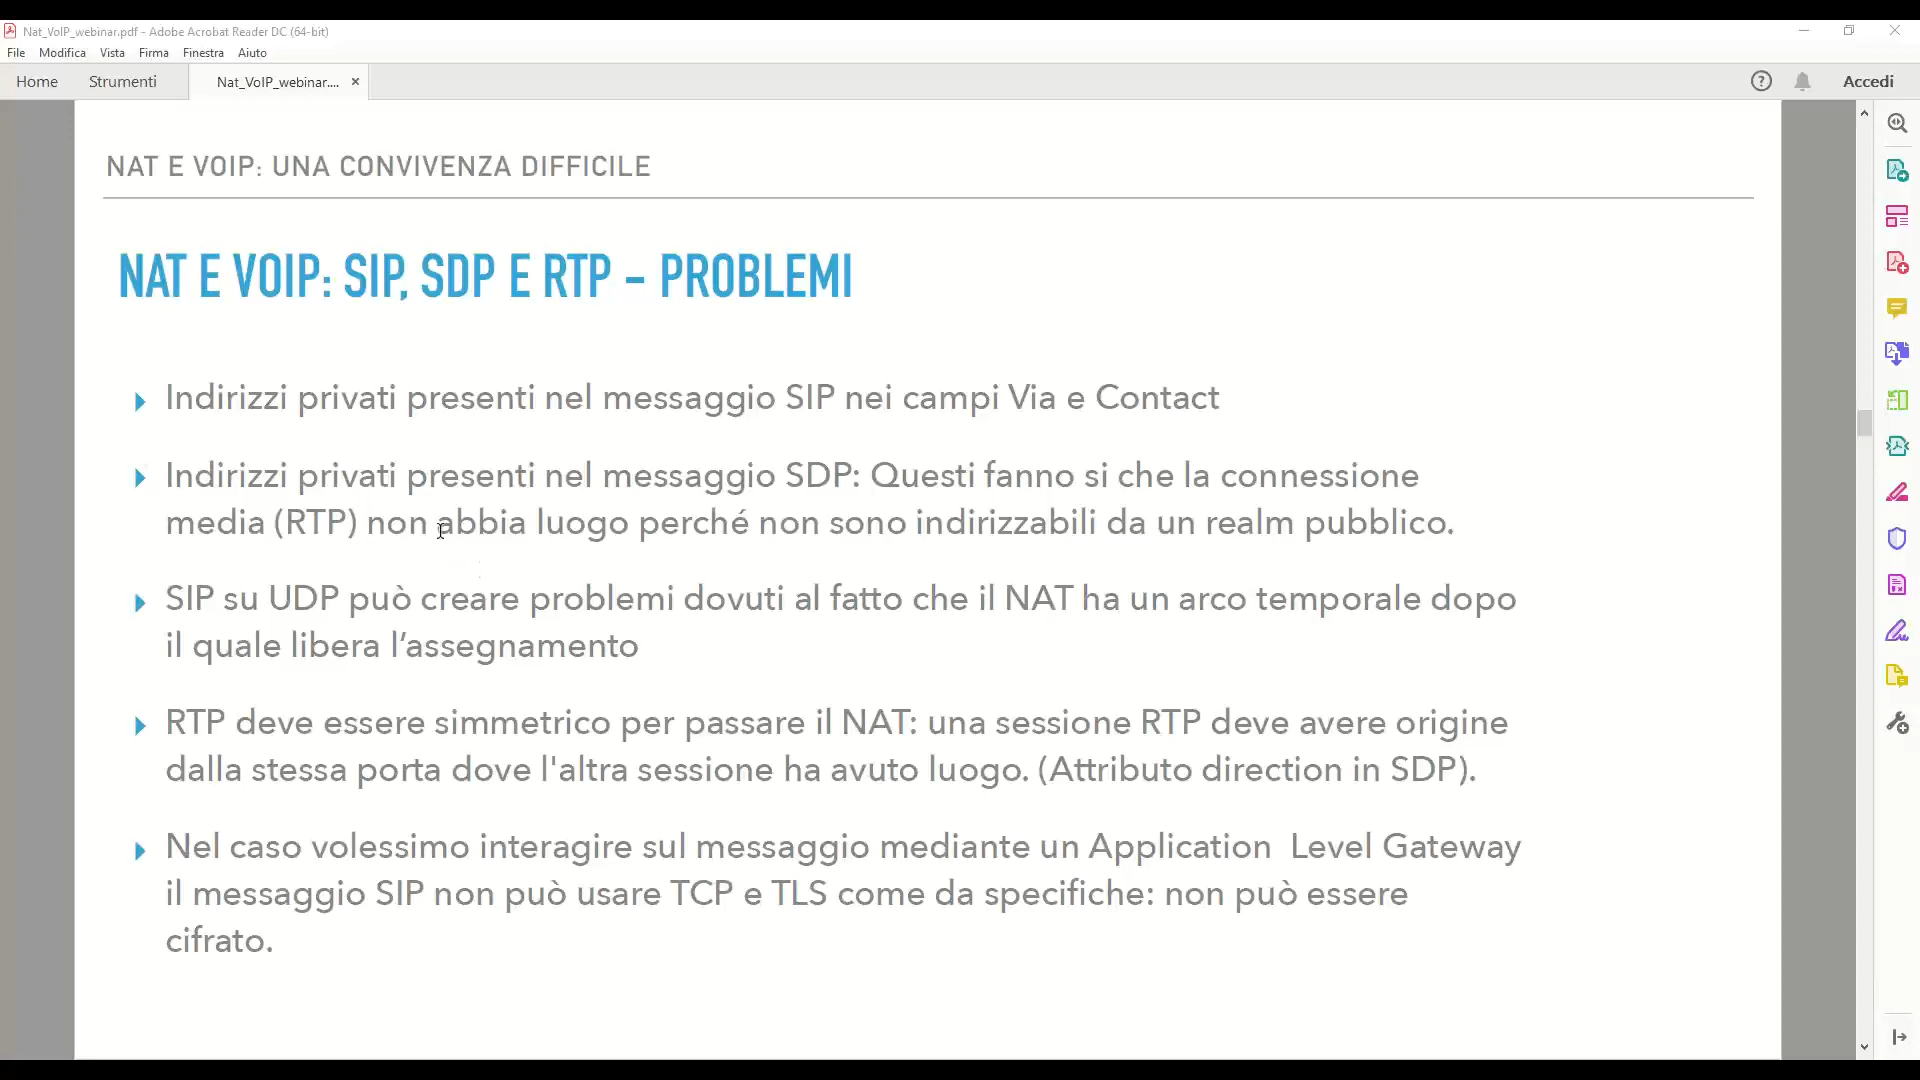 Nat_VoIP_webinar.pdf - Adobe Acrobat Reader DC (64-bit)
File Modifica Vista Firma Finestra Aiuto
Home Strumenti Nat_VoIP_webinar.... × Accedi
NAT E VOIP: UNA CONVIVENZA DIFFICILE
NAT E VOIP: SIP, SDP E RTP – PROBLEMI
Indirizzi privati presenti nel messaggio SIP nei campi Via e Contact
Indirizzi privati presenti nel messaggio SDP: Questi fanno si che la connessione
media (RTP) non abbia luogo perché non sono indirizzabili da un realm pubblico.
SIP su UDP può creare problemi dovuti al fatto che il NAT ha un arco temporale dopo
il quale libera l’assegnamento
RTP deve essere simmetrico per passare il NAT: una sessione RTP deve avere origine
dalla stessa porta dove l'altra sessione ha avuto luogo. (Attributo direction in SDP).
Nel caso volessimo interagire sul messaggio mediante un Application  Level Gateway
il messaggio SIP non può usare TCP e TLS come da specifiche: non può essere
cifrato.